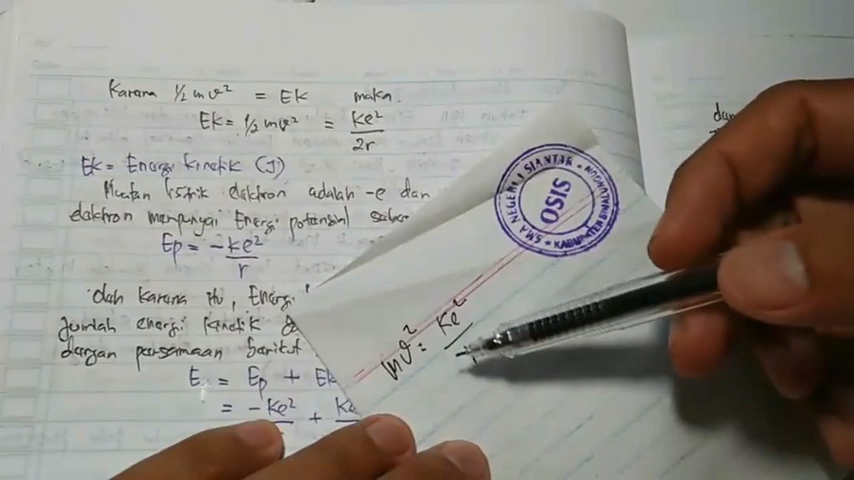 Karena 1/2 mv² = Ek maka
Ek = 1/2 mv² = ke²
2r
Ek = Energi kinetik (J)
Muatan listrik elektron adalah -e dan
elektron mempunyai Energi potensial
Ep = -ke²
r
dan karena itu, Energi
Jumlah energi kinetik
dengan persamaan berikut
E = Ep + Ek
= -ke² +
SMA NEGERI 1 SIANTAR
OSIS
KABUPATEN SIMALUNGUN
mv² = ke²